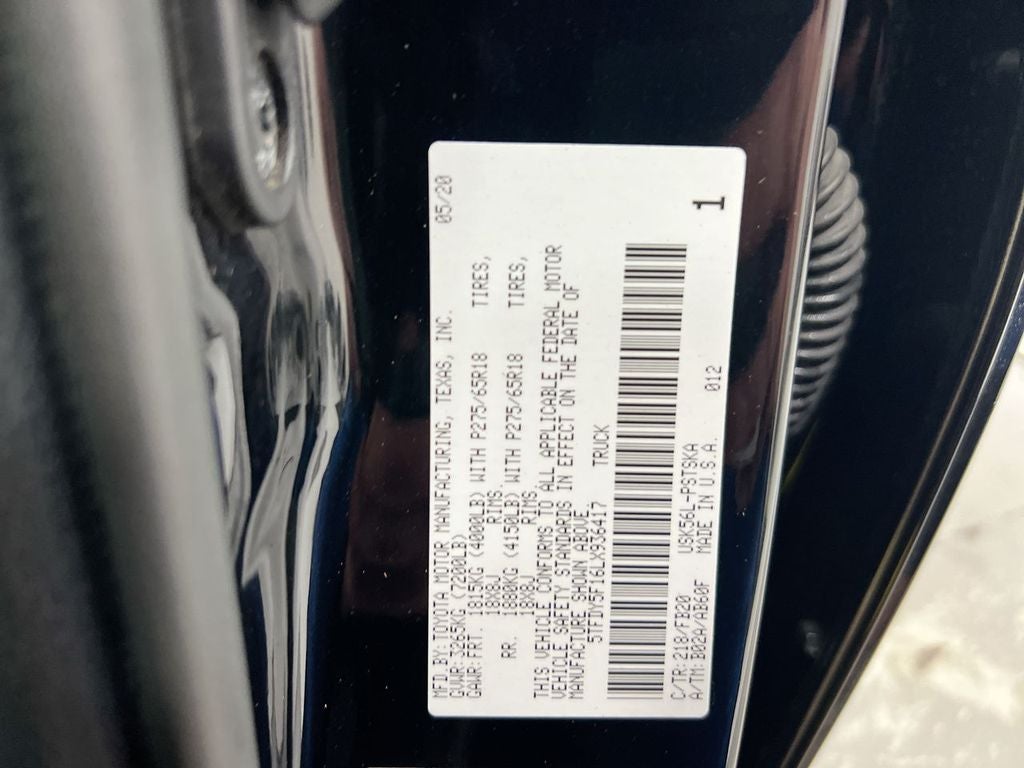 MFD BY:TOYOTA MOTOR MANUFACTURING, TEXAS, INC. 05/20
GVWR:3265KG (7200LB)
GAWR:FRT. 1815KG (4000LB) WITH P275/65R18 TIRES,
18X8J RIMS.
RR. 1880KG (4150LB) WITH P275/65R18 TIRES,
18X8J RIMS.
THIS VEHICLE CONFORMS TO ALL APPLICABLE FEDERAL MOTOR
VEHICLE SAFETY STANDARDS IN EFFECT ON THE DATE OF
MANUFACTURE SHOWN ABOVE.
5TFDY5F16LX936417 TRUCK
C/TR:218/FB20 USK56L-PSTSKA
A/TM:B02A/AB60F MADE IN U.S.A. 012
1